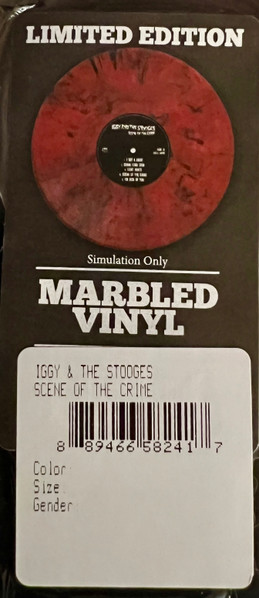 LIMITED EDITION
Simulation Only
MARBLED
VINYL
IGGY & THE STOOGES
SCENE OF THE CRIME
8 89466 58241 7
Color
Size
Gender